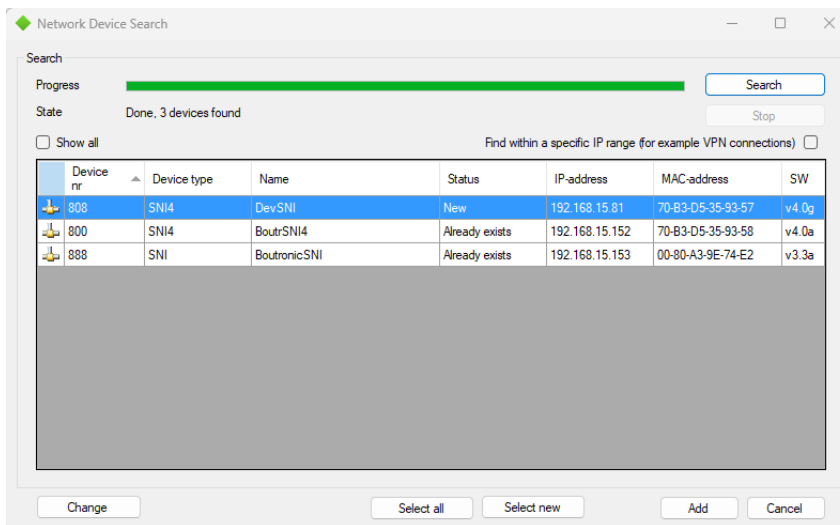 Network Device Search
Search
Progress
Search
State Done, 3 devices found
Stop
Show all Find within a specific IP range (for example VPN connections)
Device nr Device type Name Status IP-address MAC-address SW
808 SNI4 DevSNI New 192.168.15.81 70-B3-D5-35-93-57 v4.0g
800 SNI4 BoutrSNI4 Already exists 192.168.15.152 70-B3-D5-35-93-58 v4.0a
888 SNI BoutronicSNI Already exists 192.168.15.153 00-80-A3-9E-74-E2 v3.3a
Change Select all Select new Add Cancel